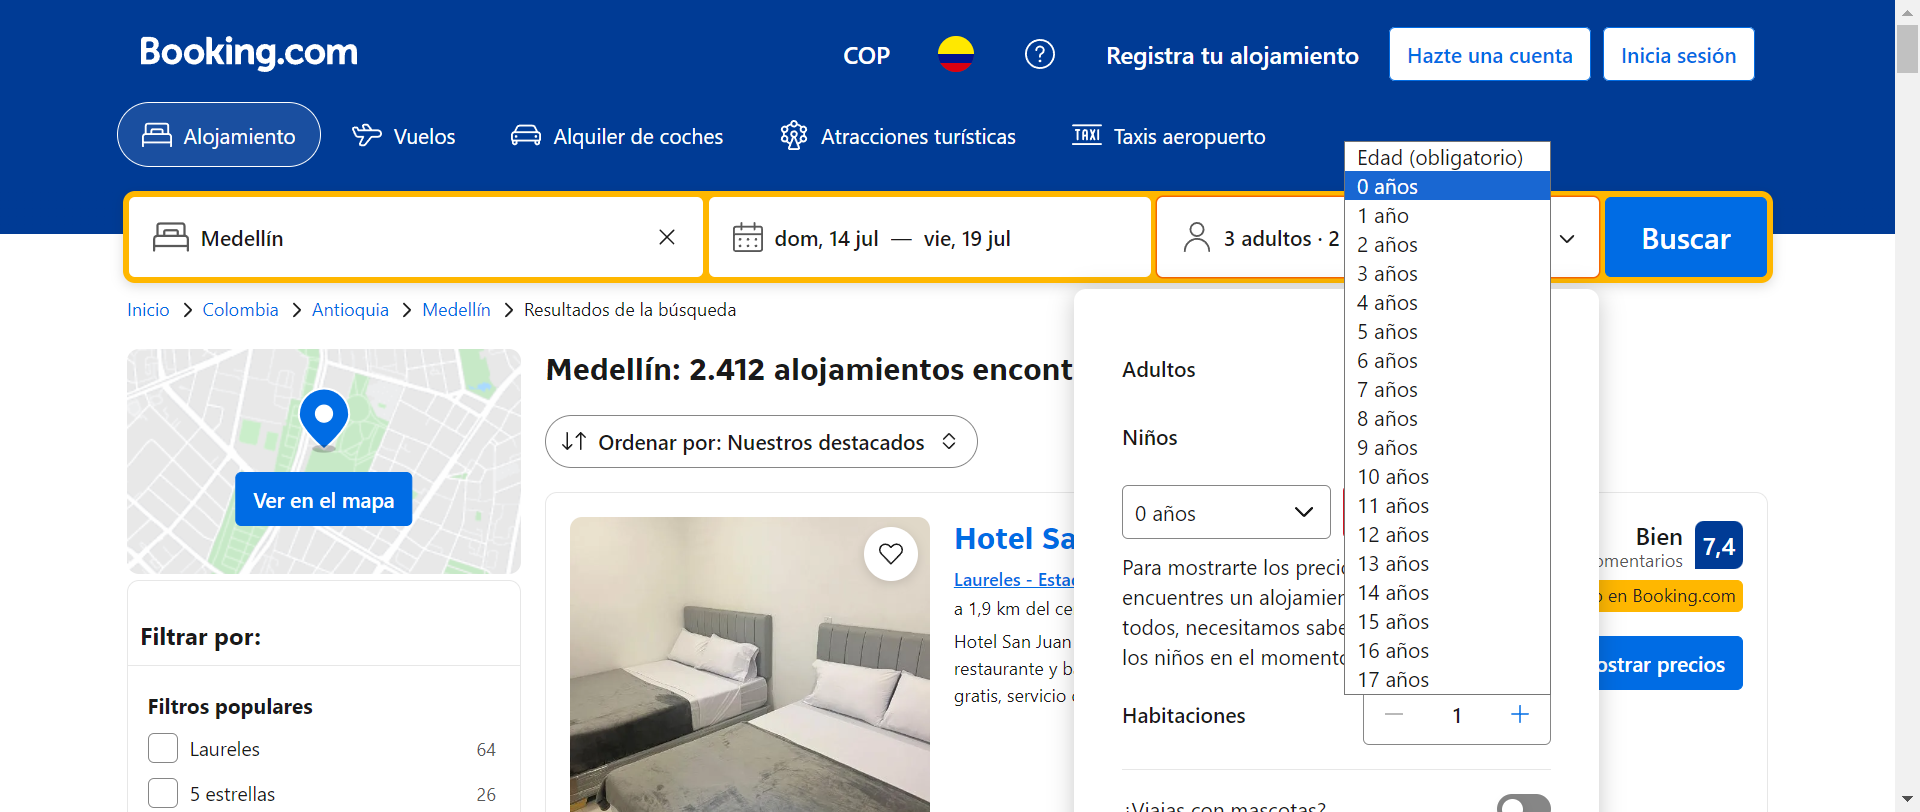 Booking.com
COP
Registra tu alojamiento
Hazte una cuenta
Inicia sesión
Alojamiento
Vuelos
Alquiler de coches
Atracciones turísticas
TAXI
Taxis aeropuerto
Medellín
dom, 14 jul — vie, 19 jul
3 adultos · 2
Buscar
Edad (obligatorio)
0 años
1 año
2 años
3 años
4 años
5 años
6 años
7 años
8 años
9 años
10 años
11 años
12 años
13 años
14 años
15 años
16 años
17 años
Inicio
Colombia
Antioquia
Medellín
Resultados de la búsqueda
Ver en el mapa
Medellín: 2.412 alojamientos encont
Ordenar por: Nuestros destacados
Adultos
Niños
0 años
Para mostrarte los preci
encuentres un alojamie
todos, necesitamos sabe
los niños en el momento
Habitaciones
1
¿Viajas con mascotas?
Hotel Sa
Laureles - Estad
a 1,9 km del ce
Hotel San Juan
restaurante y b
gratis, servicio
Bien
omentarios
7,4
o en Booking.com
ostrar precios
Filtrar por:
Filtros populares
Laureles
64
5 estrellas
26